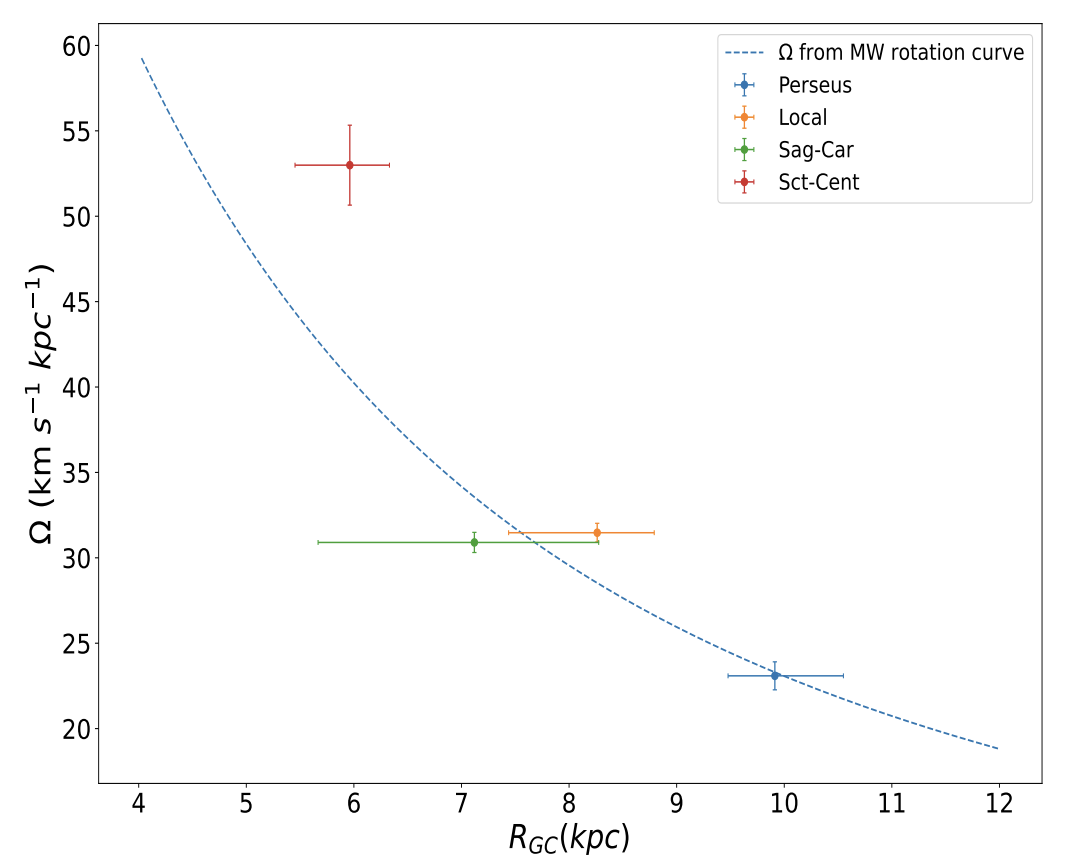 60
55
50
45
40
35
30
25
20
Ω (km s⁻¹ kpc⁻¹)
Ω from MW rotation curve
Perseus
Local
Sag-Car
Sct-Cent
4 5 6 7 8 9 10 11 12
R_GC(kpc)